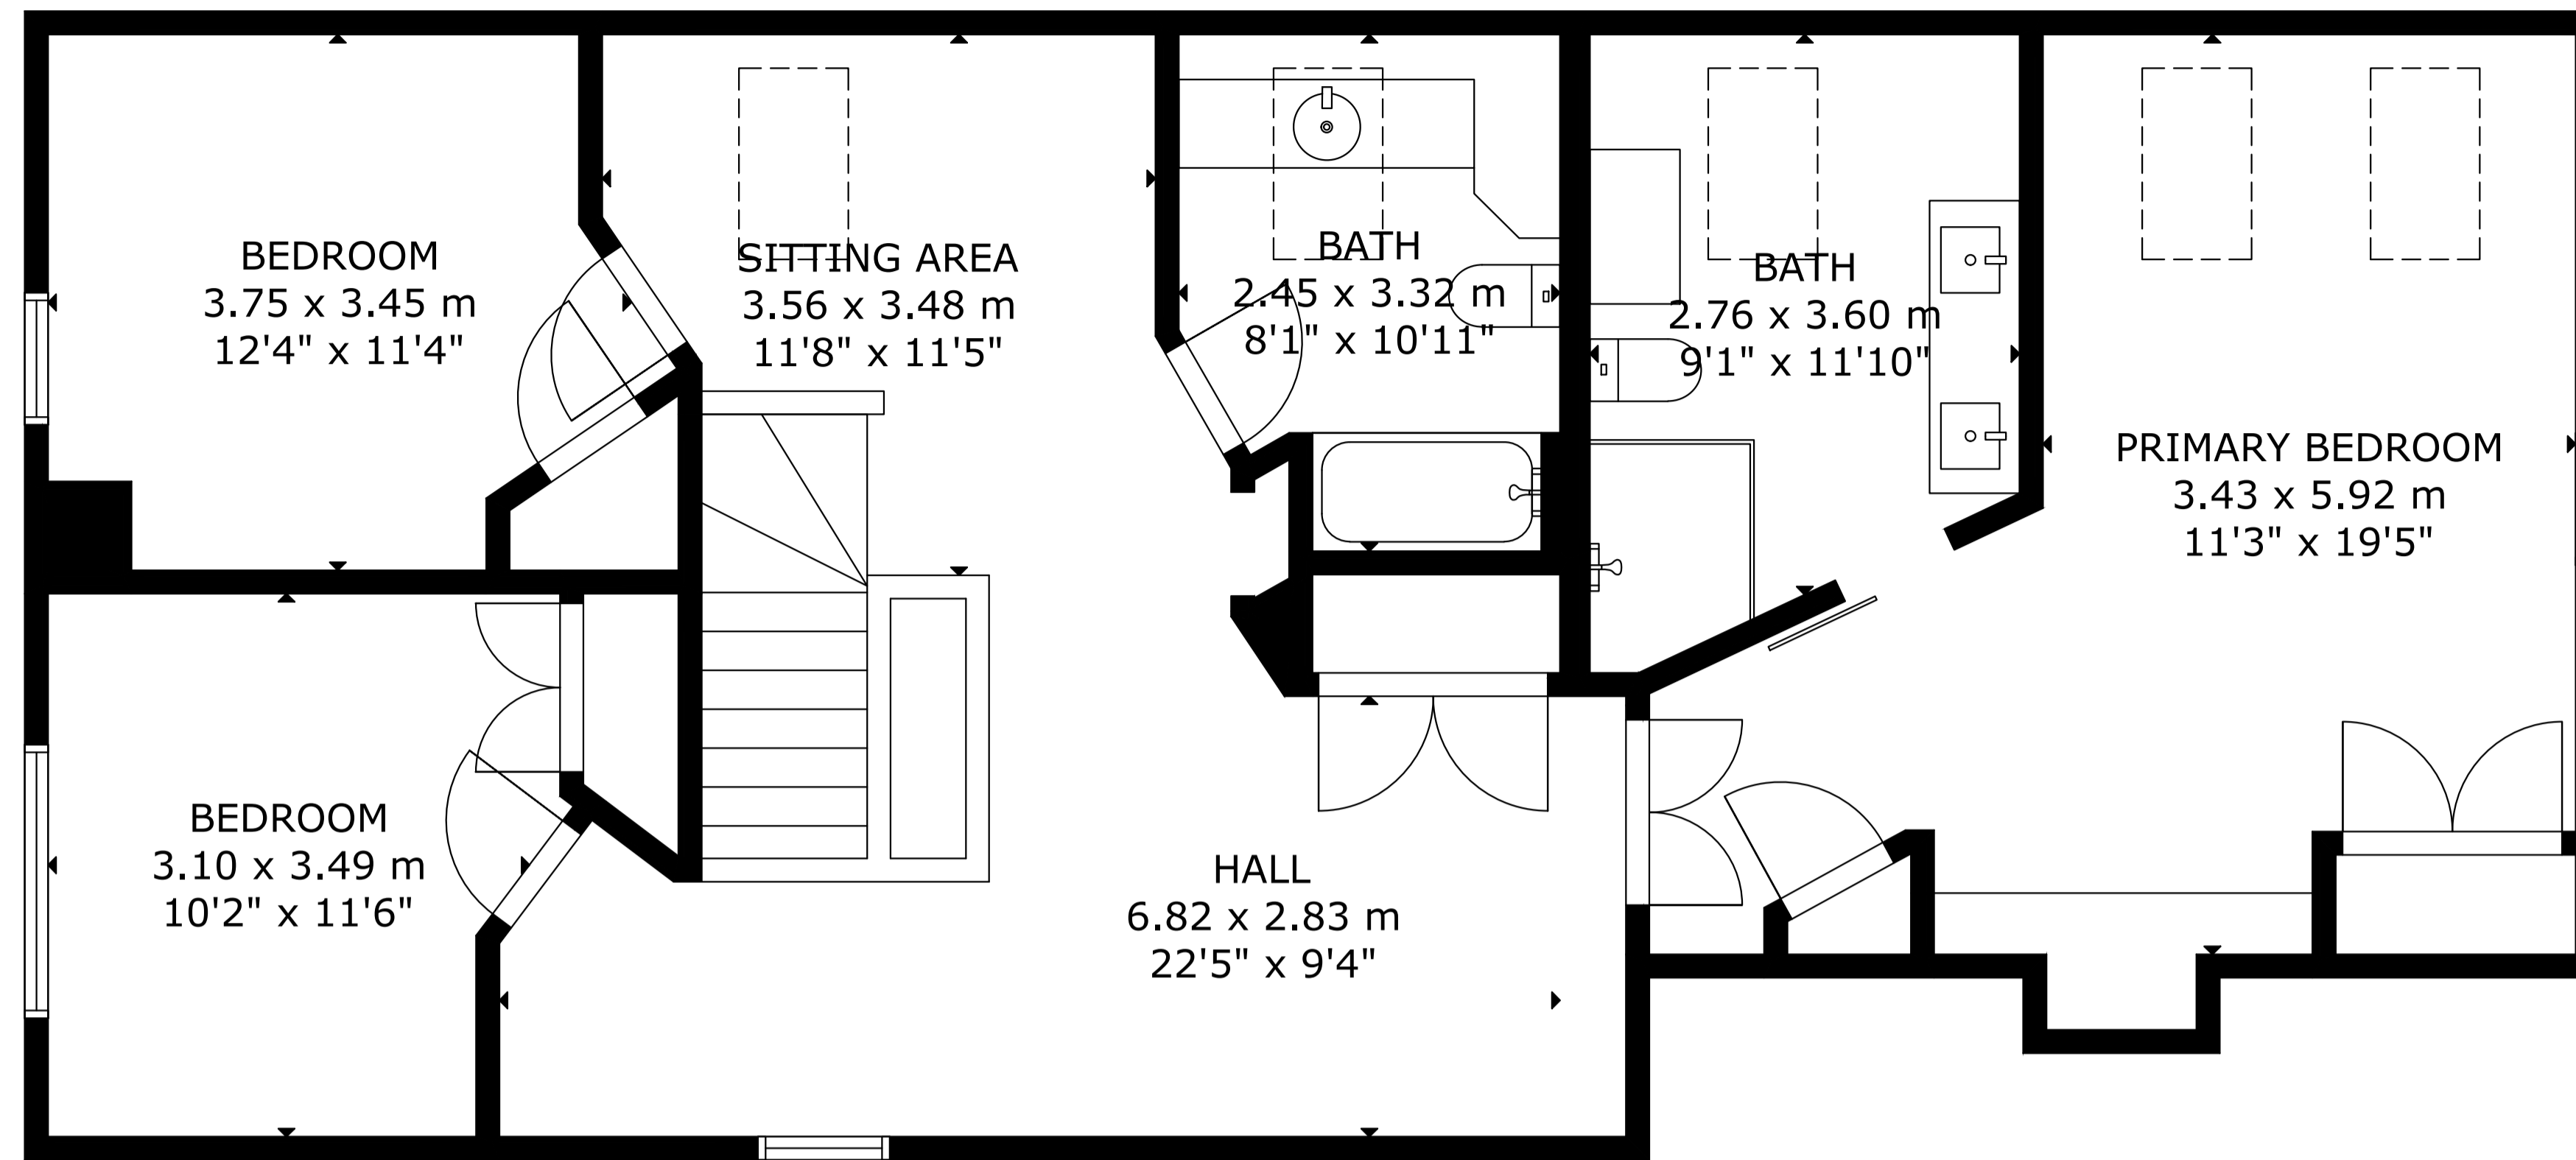 BEDROOM
3.75 x 3.45 m
12'4" x 11'4"
SITTING AREA
3.56 x 3.48 m
11'8" x 11'5"
BATH
2.45 x 3.32 m
8'1" x 10'11"
BATH
2.76 x 3.60 m
9'1" x 11'10"
PRIMARY BEDROOM
3.43 x 5.92 m
11'3" x 19'5"
BEDROOM
3.10 x 3.49 m
10'2" x 11'6"
HALL
6.82 x 2.83 m
22'5" x 9'4"